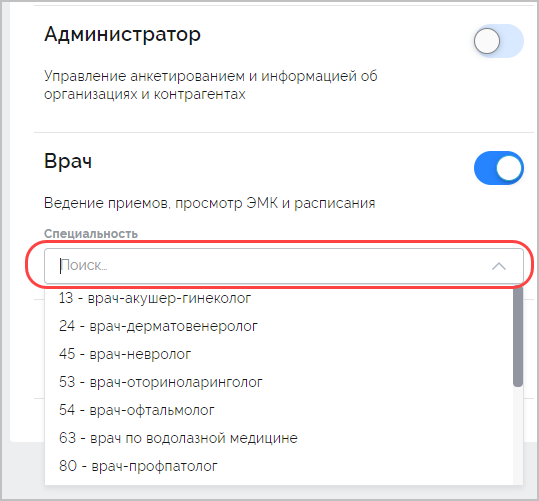 Администратор
Управление анкетированием и информацией об
организациях и контрагентах
Врач
Ведение приемов, просмотр ЭМК и расписания
Специальность
Поиск...
13 - врач-акушер-гинеколог
24 - врач-дерматовенеролог
45 - врач-невролог
53 - врач-оториноларинголог
54 - врач-офтальмолог
63 - врач по водолазной медицине
80 - врач-профпатолог